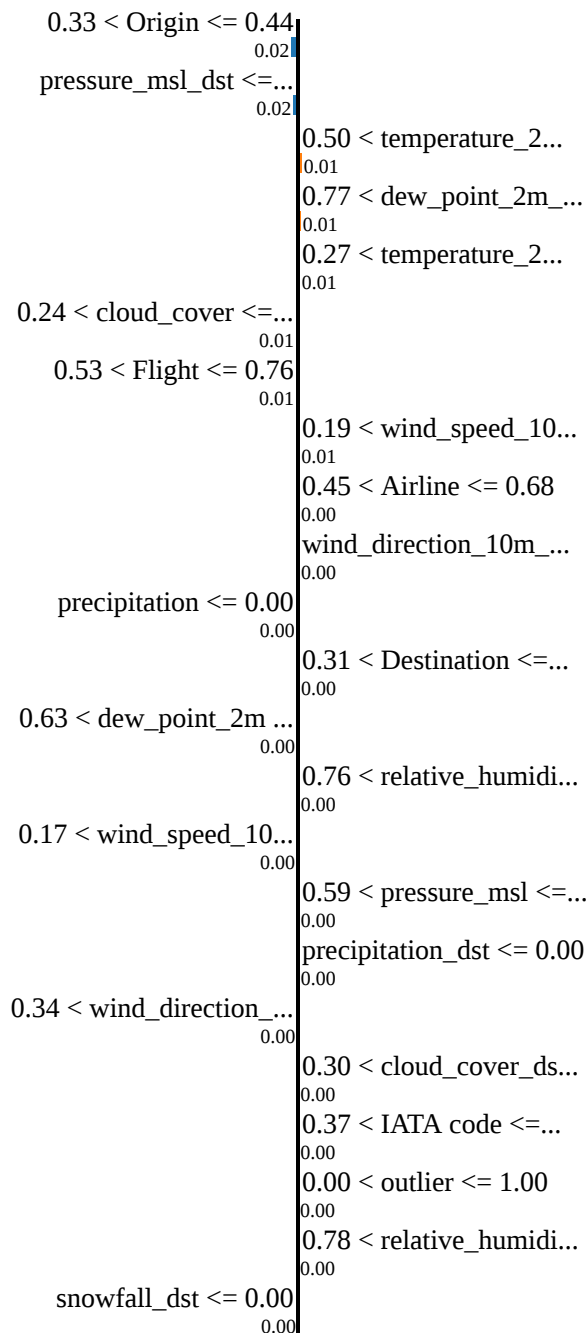 0.33 < Origin <= 0.44
0.02
pressure_msl_dst <=...
0.02
0.50 < temperature_2...
0.01
0.77 < dew_point_2m_...
0.01
0.27 < temperature_2...
0.01
0.24 < cloud_cover <=...
0.01
0.53 < Flight <= 0.76
0.01
0.19 < wind_speed_10...
0.01
0.45 < Airline <= 0.68
0.00
wind_direction_10m_...
0.00
precipitation <= 0.00
0.00
0.31 < Destination <=...
0.00
0.63 < dew_point_2m ...
0.00
0.76 < relative_humidi...
0.00
0.17 < wind_speed_10...
0.00
0.59 < pressure_msl <=...
0.00
precipitation_dst <= 0.00
0.00
0.34 < wind_direction_...
0.00
0.30 < cloud_cover_ds...
0.00
0.37 < IATA code <=...
0.00
0.00 < outlier <= 1.00
0.00
0.78 < relative_humidi...
0.00
snowfall_dst <= 0.00
0.00